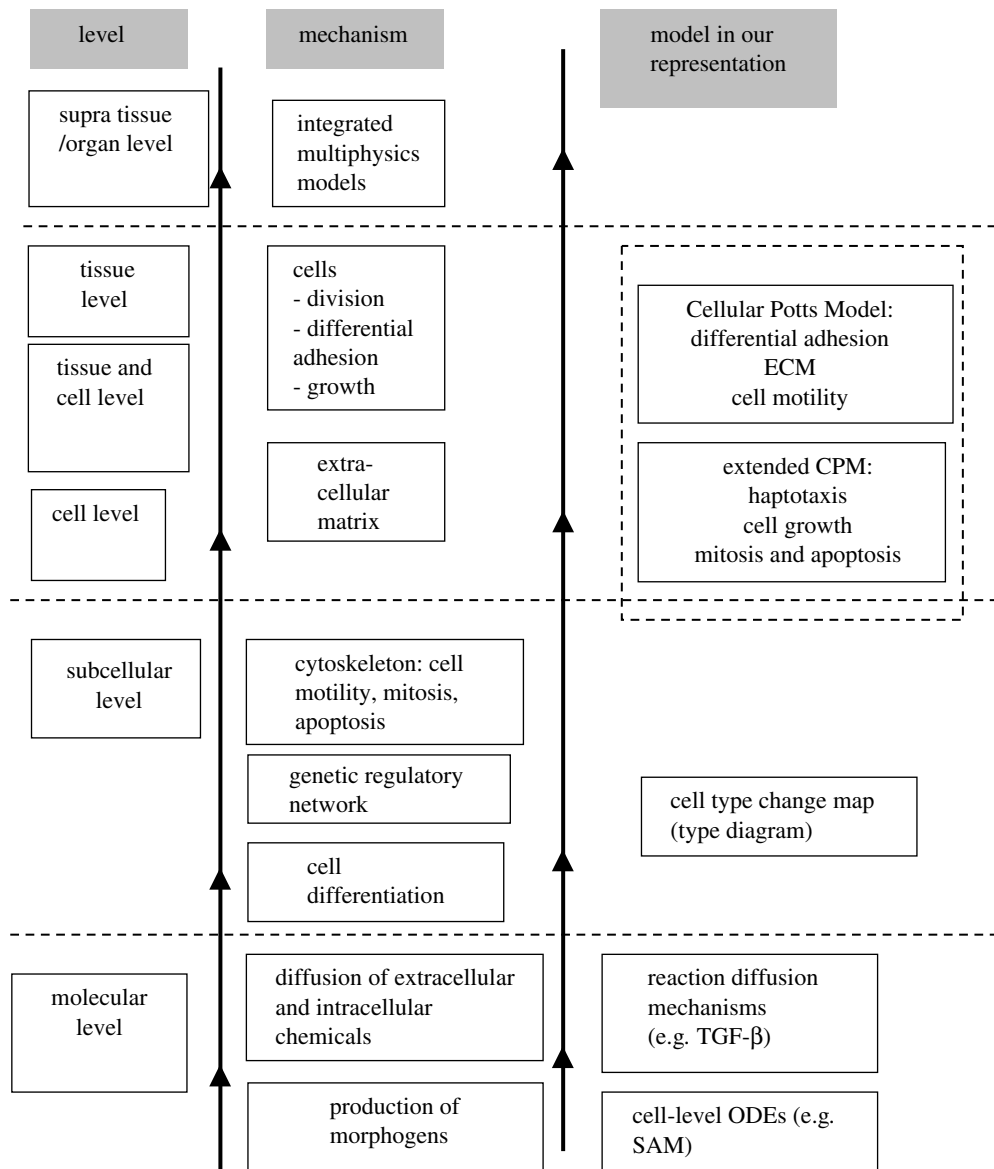 level
mechanism
model in our
representation
supra tissue
/organ level
integrated
multiphysics
models
tissue
level
cells
- division
- differential
adhesion
- growth
Cellular Potts Model:
differential adhesion
ECM
cell motility
tissue and
cell level
extra-
cellular
matrix
extended CPM:
haptotaxis
cell growth
mitosis and apoptosis
cell level
subcellular
level
cytoskeleton: cell
motility, mitosis,
apoptosis
genetic regulatory
network
cell type change map
(type diagram)
cell
differentiation
molecular
level
diffusion of extracellular
and intracellular
chemicals
reaction diffusion
mechanisms
(e.g. TGF-β)
production of
morphogens
cell-level ODEs (e.g.
SAM)